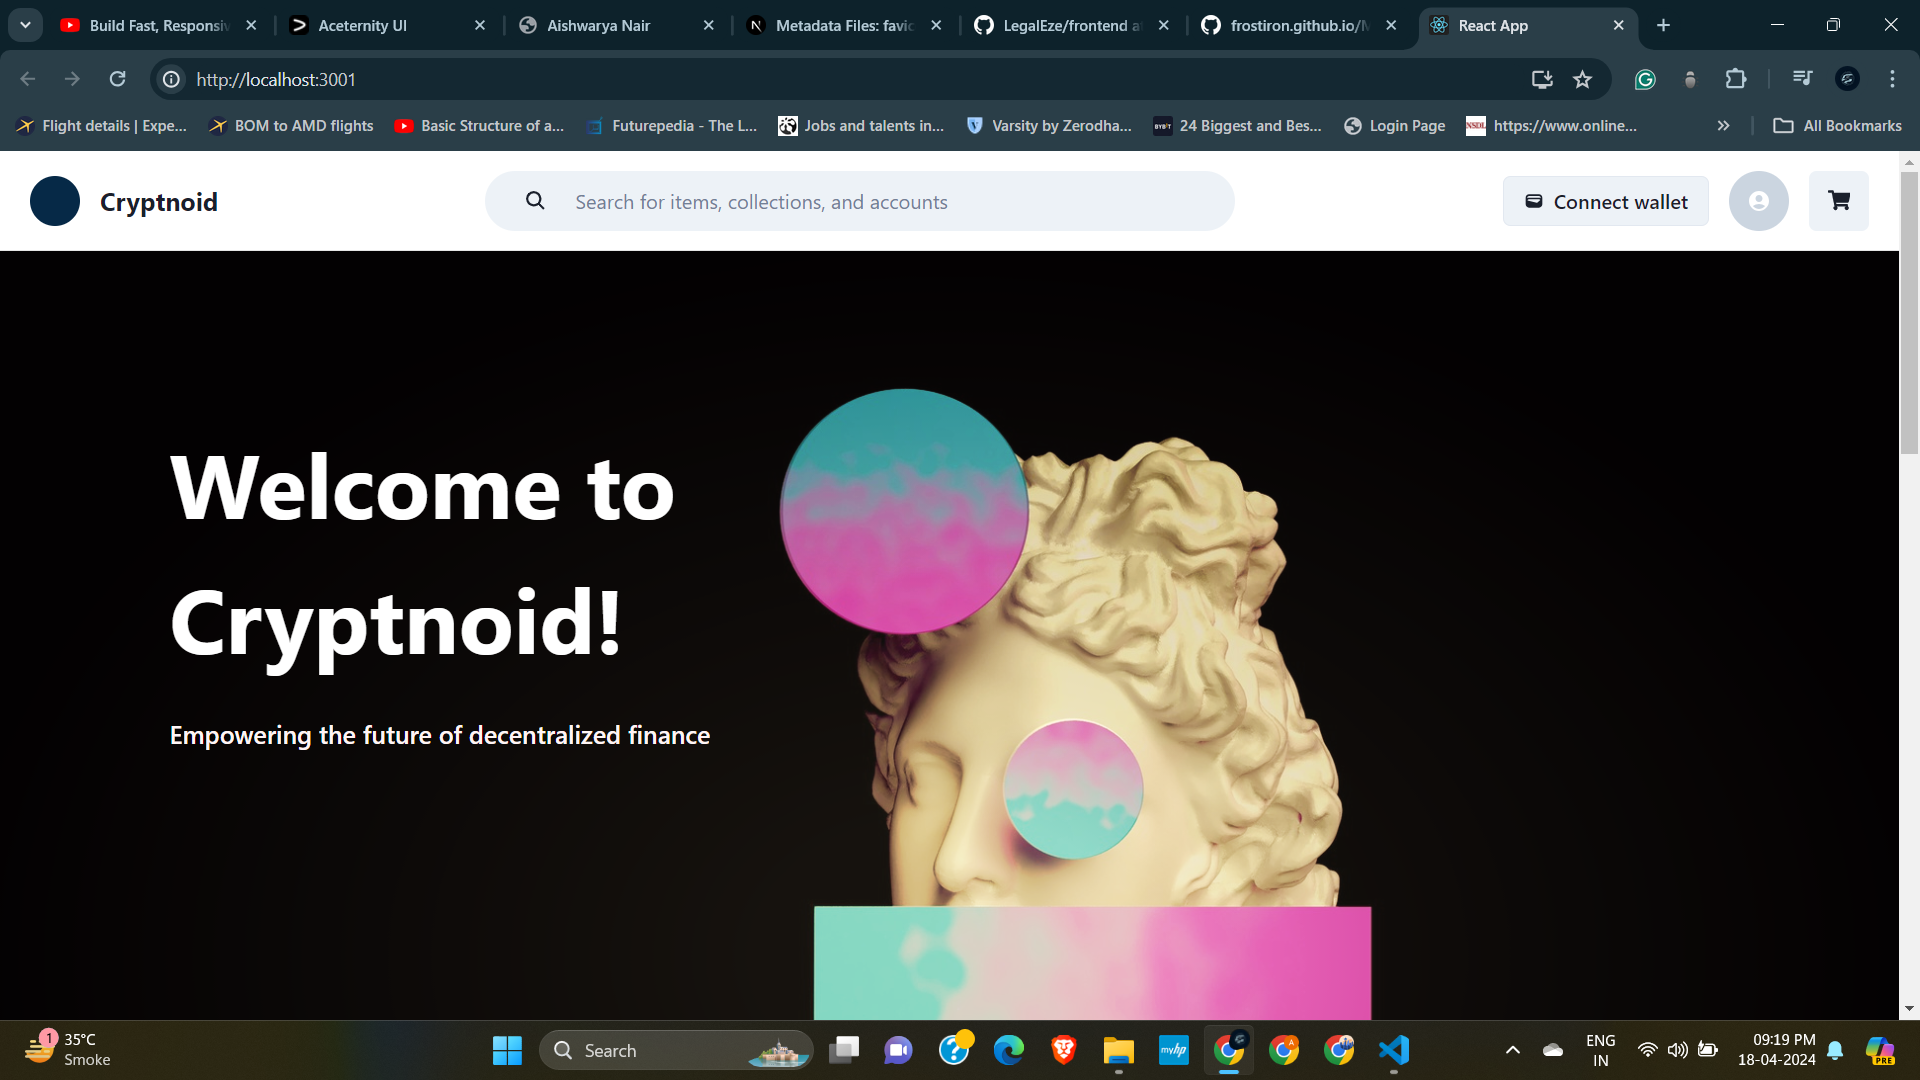 Build Fast, Responsiv
Aceternity UI
Aishwarya Nair
Metadata Files: favic
LegalEze/frontend a
frostiron.github.io/
React App
http://localhost:3001
Flight details | Expe...
BOM to AMD flights
Basic Structure of a...
Futurepedia - The L...
Jobs and talents in...
Varsity by Zerodha...
24 Biggest and Bes...
Login Page
NSDL
https://www.online...
All Bookmarks
Cryptnoid
Search for items, collections, and accounts
Connect wallet
Welcome to
Cryptnoid!
Empowering the future of decentralized finance
1
35°C
Smoke
Search
myhp
ENG
IN
09:19 PM
18-04-2024
PRE